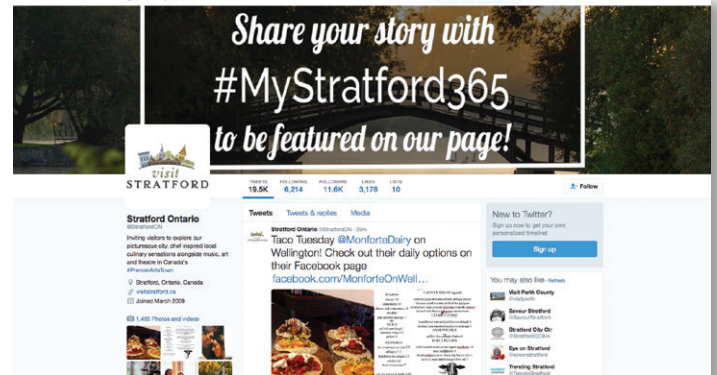 Share your story with
#MyStratford365
to be featured on our page!
visit
STRATFORD
TWEETS FOLLOWING FOLLOWERS LIKES LISTS
19.5K 6,214 11.6K 3,178 10
Follow
Stratford Ontario
@StratfordON
Inviting visitors to explore our
picturesque city, chef inspired local
culinary sensations alongside music, art
and theatre in Canada's
#PremierArtsTown
Stratford, Ontario, Canada
visitstratford.ca
Joined March 2009
Photos and videos
Tweets Tweets & replies Media
Stratford Ontario @StratfordON
Taco Tuesday @MonforteDairy on
Wellington! Check out their daily options on
their Facebook page
facebook.com/MonforteOnWell…
New to Twitter?
Sign up now to get your own
personalized timeline!
Sign up
You may also like · Refresh
Visit Perth County
@visitperth
Savour Stratford
@SavourStratford
Stratford City Ctr
Eye on Stratford
@eyeonstratford
Trending Stratford
@TrendsStratford